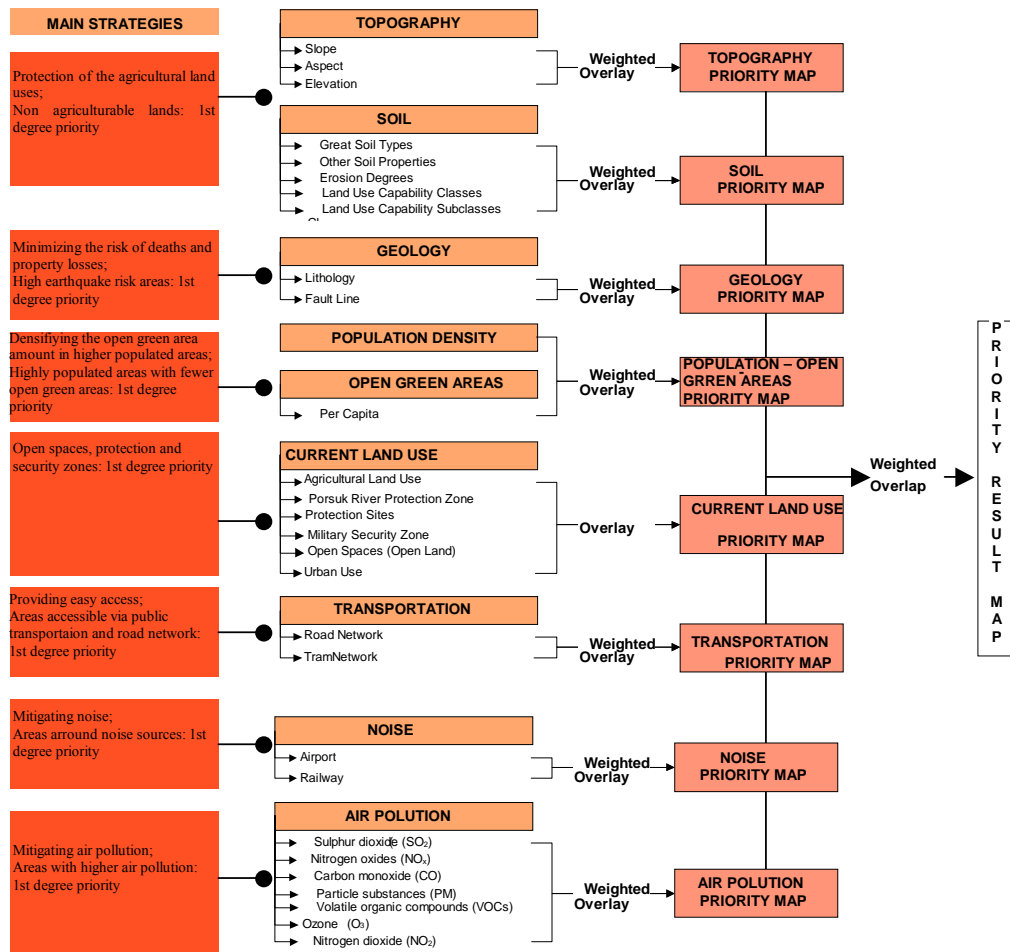 MAIN STRATEGIES
Protection of the agricultural land
uses;
Non agriculturable lands: 1st
degree priority
TOPOGRAPHY
Slope
Aspect
Elevation
Weighted
Overlay
TOPOGRAPHY
PRIORITY MAP
SOIL
Great Soil Types
Other Soil Properties
Erosion Degrees
Land Use Capability Classes
Land Use Capability Subclasses
Weighted
Overlay
SOIL
PRIORITY MAP
Minimizing the risk of deaths and
property losses;
High earthquake risk areas: 1st
degree priority
GEOLOGY
Lithology
Fault Line
Weighted
Overlay
GEOLOGY
PRIORITY MAP
Densifiying the open green area
amount in higher populated areas;
Highly populated areas with fewer
open green areas: 1st degree
priority
POPULATION DENSITY
OPEN GREEN AREAS
Per Capita
Weighted
Overlay
POPULATION – OPEN
GRREN AREAS
PRIORITY MAP
Open spaces, protection and
security zones: 1st degree priority
CURRENT LAND USE
Agricultural Land Use
Porsuk River Protection Zone
Protection Sites
Military Security Zone
Open Spaces (Open Land)
Urban Use
Overlay
CURRENT LAND USE
PRIORITY MAP
Providing easy access;
Areas accessible via public
transportaion and road network:
1st degree priority
TRANSPORTATION
Road Network
TramNetwork
Weighted
Overlay
TRANSPORTATION
PRIORITY MAP
Mitigating noise;
Areas arround noise sources: 1st
degree priority
NOISE
Airport
Railway
Weighted
Overlay
NOISE
PRIORITY MAP
Mitigating air pollution;
Areas with higher air pollution:
1st degree priority
AIR POLUTION
Sulphur dioxide (SO₂)
Nitrogen oxides (NOₓ)
Carbon monoxide (CO)
Particle substances (PM)
Volatile organic compounds (VOCs)
Ozone (O₃)
Nitrogen dioxide (NO₂)
Weighted
Overlay
AIR POLUTION
PRIORITY MAP
Weighted
Overlap
PRIORITY RESULT MAP